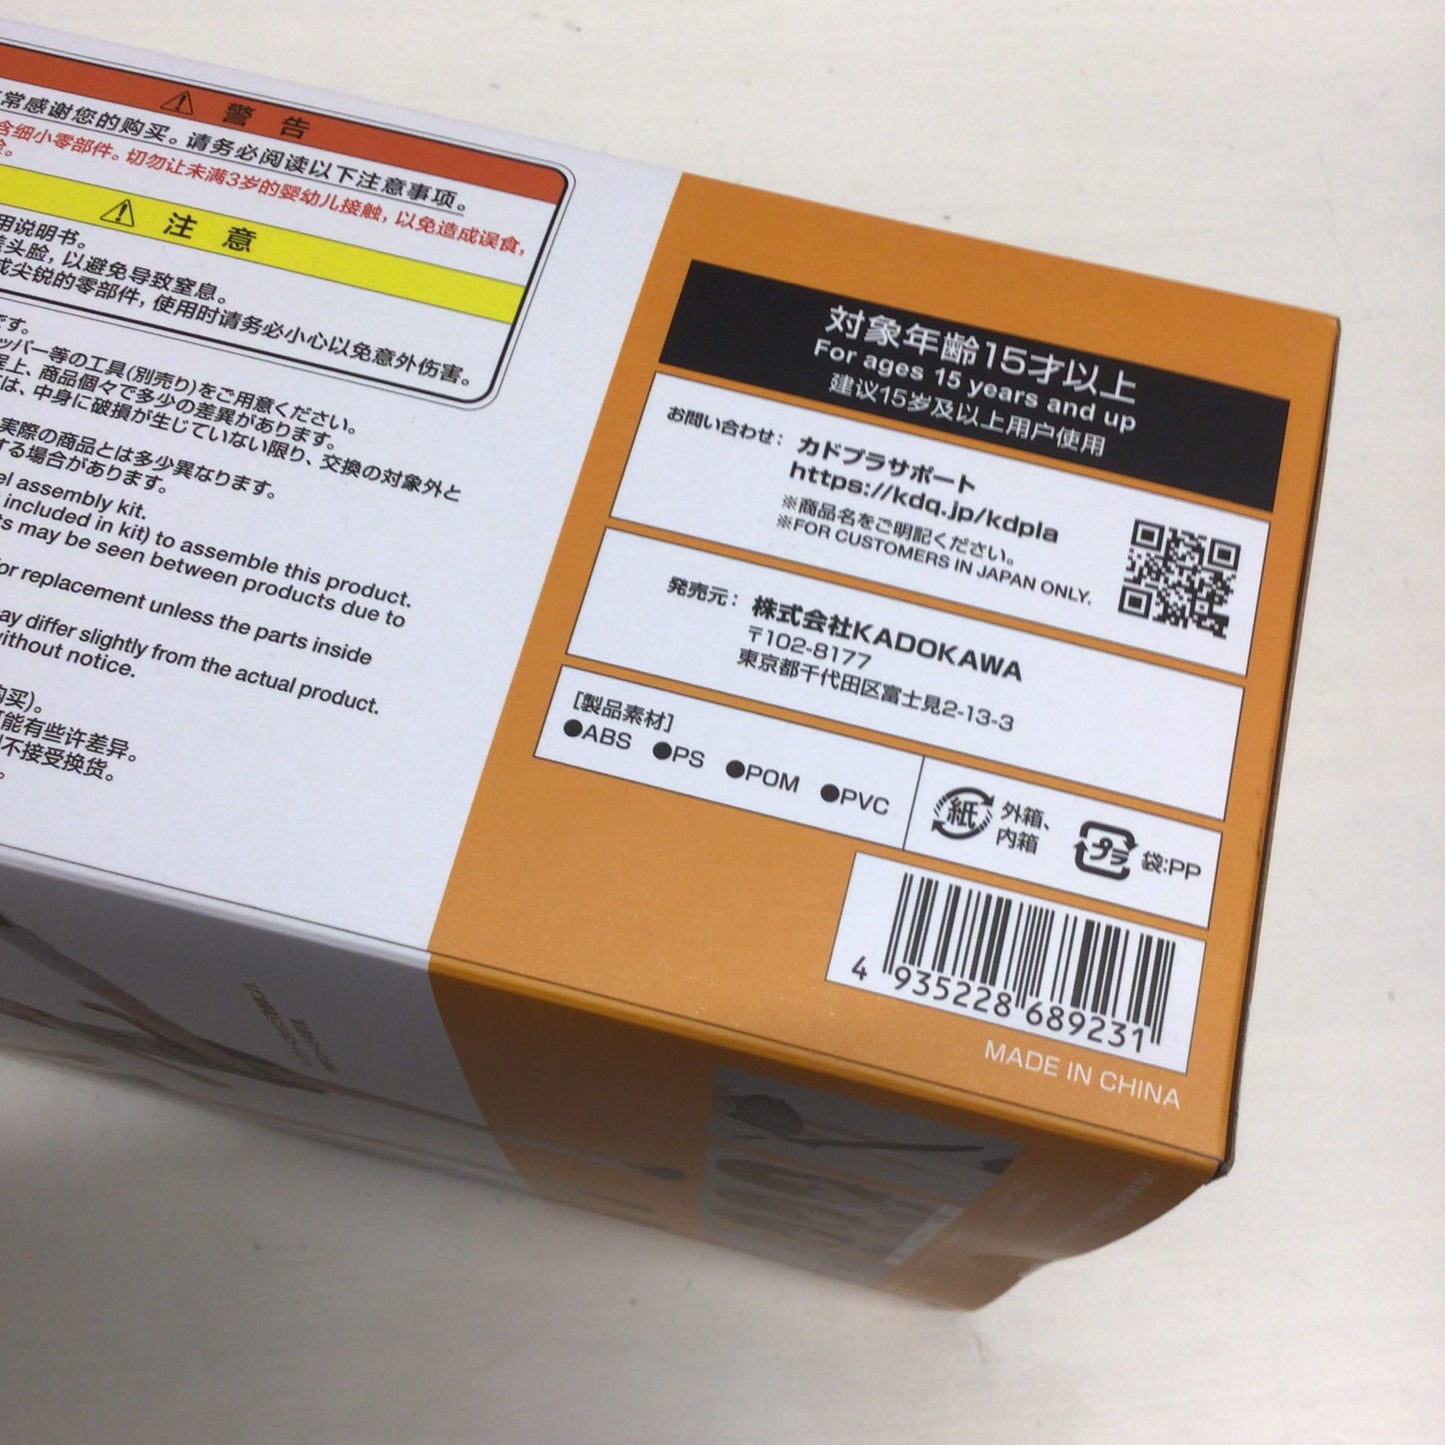 警告
常感谢您的购买。请务必阅读以下注意事项。
含细小零部件。切勿让未满3岁的婴幼儿接触, 以免造成误食,
注意
用说明书。
头脸, 以避免导致窒息。
或尖锐的零部件, 使用时请务必小心以免意外伤害。
です。
ッパー等の工具(別売り)をご用意ください。
上、商品個々で多少の差異があります。
は、中身に破損が生じていない限り、交換の対象外と
実際の商品とは多少異なります。
する場合があります。
el assembly kit.
included in kit) to assemble this product.
ts may be seen between products due to
or replacement unless the parts inside
ay differ slightly from the actual product.
without notice.
购买)。
可能有些许差异。
不接受换货。
対象年齢15才以上
For ages 15 years and up
建议15岁及以上用户使用
お問い合わせ: カドプラサポート
https://kdq.jp/kdpla
※商品名をご明記ください。
※FOR CUSTOMERS IN JAPAN ONLY.
発売元: 株式会社KADOKAWA
〒102-8177
東京都千代田区富士見2-13-3
[製品素材]
●ABS ●PS ●POM ●PVC
紙 外箱、
内箱
プラ 袋:PP
4 935228 689231
MADE IN CHINA